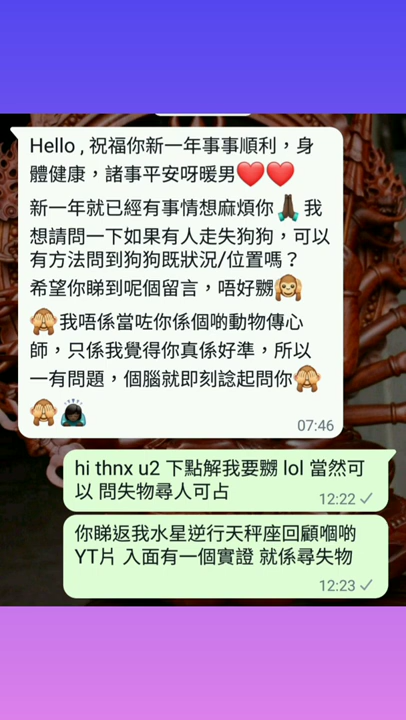 Hello , 祝福你新一年事事順利，身
體健康，諸事平安呀暖男❤️❤️
新一年就已經有事情想麻煩你🙏🏿 我
想請問一下如果有人走失狗狗，可以
有方法問到狗狗既狀況/位置嗎？
希望你睇到呢個留言，唔好嬲🐵
🙈我唔係當咗你係個啲動物傳心
師，只係我覺得你真係好準，所以
一有問題，個腦就即刻諗起問你🙈
🙈🙇🏿
07:46
hi thnx u2 下點解我要嬲 lol 當然可
以 問失物尋人可占
12:22 ✓
你睇返我水星逆行天秤座回顧嗰啲
YT片 入面有一個實證 就係尋失物
12:23 ✓